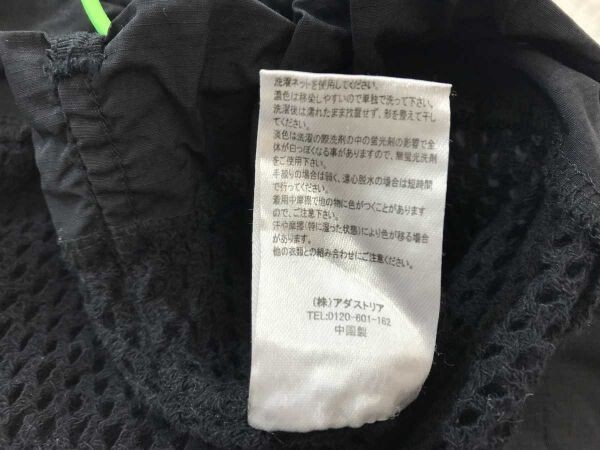 洗濯ネットを使用してください。
濃色は移染しやすいので単独で洗って下さい。
洗濯後は濡れたまま放置せず、形を整えて干し
てください。
淡色は洗濯の際洗剤の中の蛍光剤の影響で全
体が白っぽくなる事がありますので、無蛍光洗剤
をご使用下さい。
手絞りの場合は弱く、遠心脱水の場合は短時間
で行ってください。
着用中摩擦で他の物に色がつくことがあります
ので、ご注意下さい。
汗や摩擦(特に湿った状態)により色が移る場合
があります。
他の衣類との組み合わせにご注意ください。
(株)アダストリア
TEL:0120-601-162
中国製